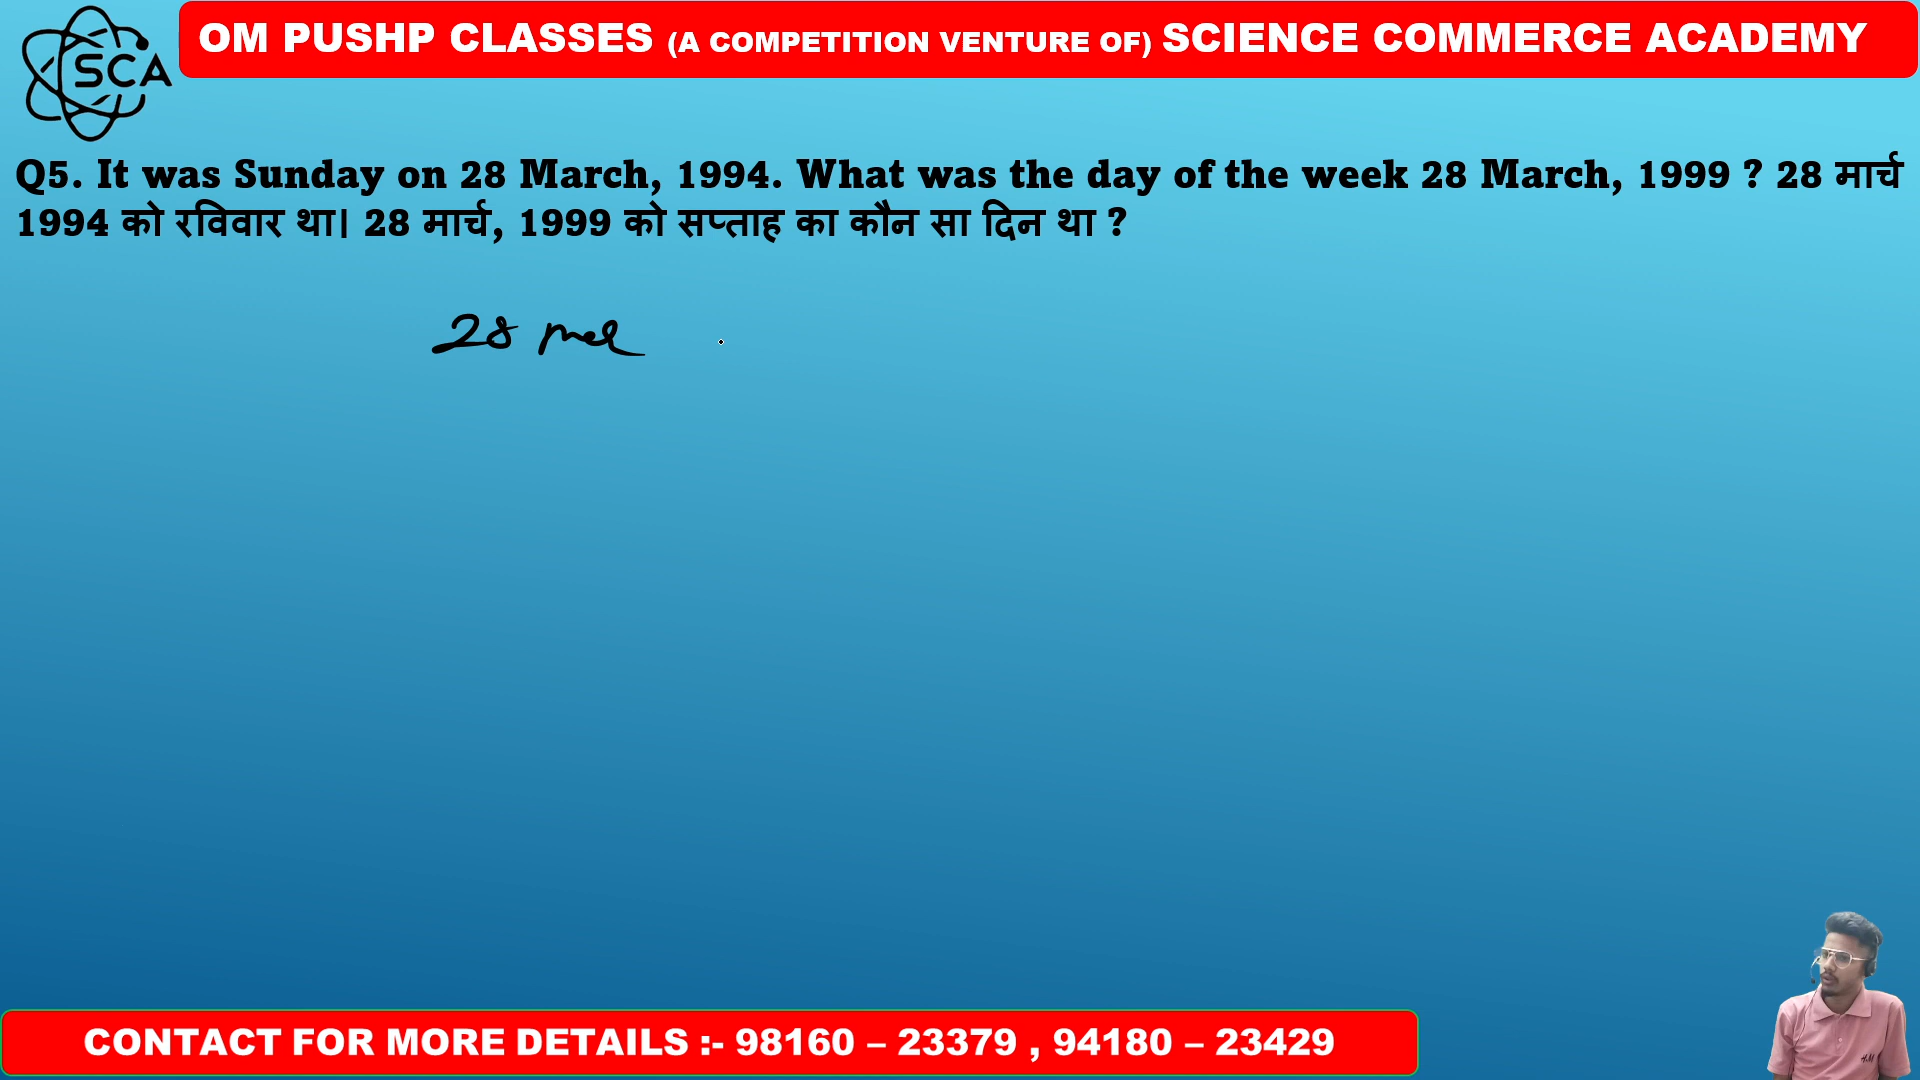 SCA
OM PUSHP CLASSES (A COMPETITION VENTURE OF) SCIENCE COMMERCE ACADEMY
Q5. It was Sunday on 28 March, 1994. What was the day of the week 28 March, 1999 ? 28 मार्च
1994 को रविवार था| 28 मार्च, 1999 को सप्ताह का कौन सा दिन था ?
28
CONTACT FOR MORE DETAILS :- 98160 – 23379 , 94180 – 23429